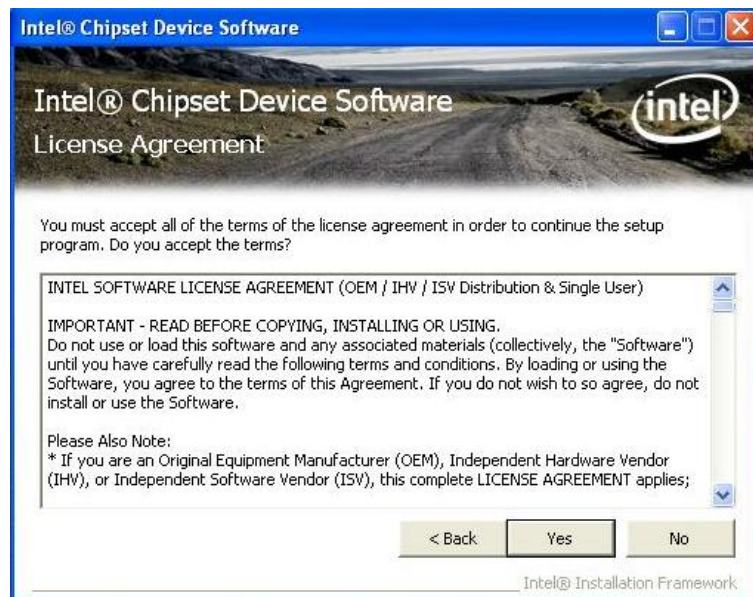 Intel® Chipset Device Software
Intel® Chipset Device Software
intel
License Agreement
You must accept all of the terms of the license agreement in order to continue the setup
program. Do you accept the terms?
INTEL SOFTWARE LICENSE AGREEMENT (OEM / IHV / ISV Distribution & Single User)
IMPORTANT - READ BEFORE COPYING, INSTALLING OR USING.
Do not use or load this software and any associated materials (collectively, the "Software")
until you have carefully read the following terms and conditions. By loading or using the
Software, you agree to the terms of this Agreement. If you do not wish to so agree, do not
install or use the Software.
Please Also Note:
* If you are an Original Equipment Manufacturer (OEM), Independent Hardware Vendor
(IHV), or Independent Software Vendor (ISV), this complete LICENSE AGREEMENT applies;
< Back Yes No
Intel® Installation Framework